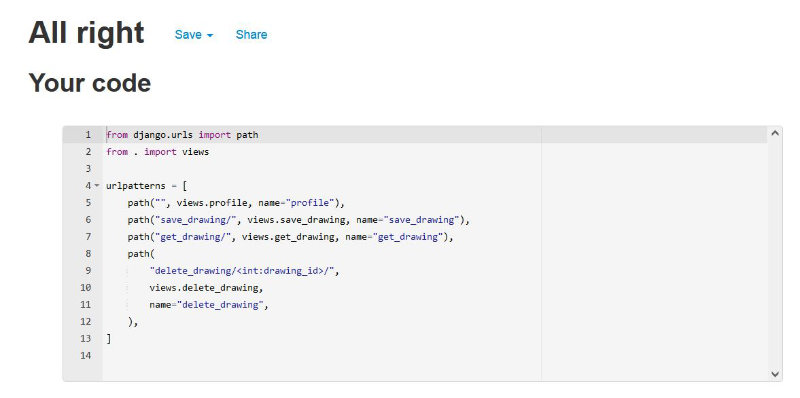 All right Save Share
Your code
1 from django.urls import path
2 from . import views
3
4 urlpatterns = [
5     path("", views.profile, name="profile"),
6     path("save_drawing/", views.save_drawing, name="save_drawing"),
7     path("get_drawing/", views.get_drawing, name="get_drawing"),
8     path(
9         "delete_drawing/<int:drawing_id>/",
10         views.delete_drawing,
11         name="delete_drawing",
12     ),
13 ]
14